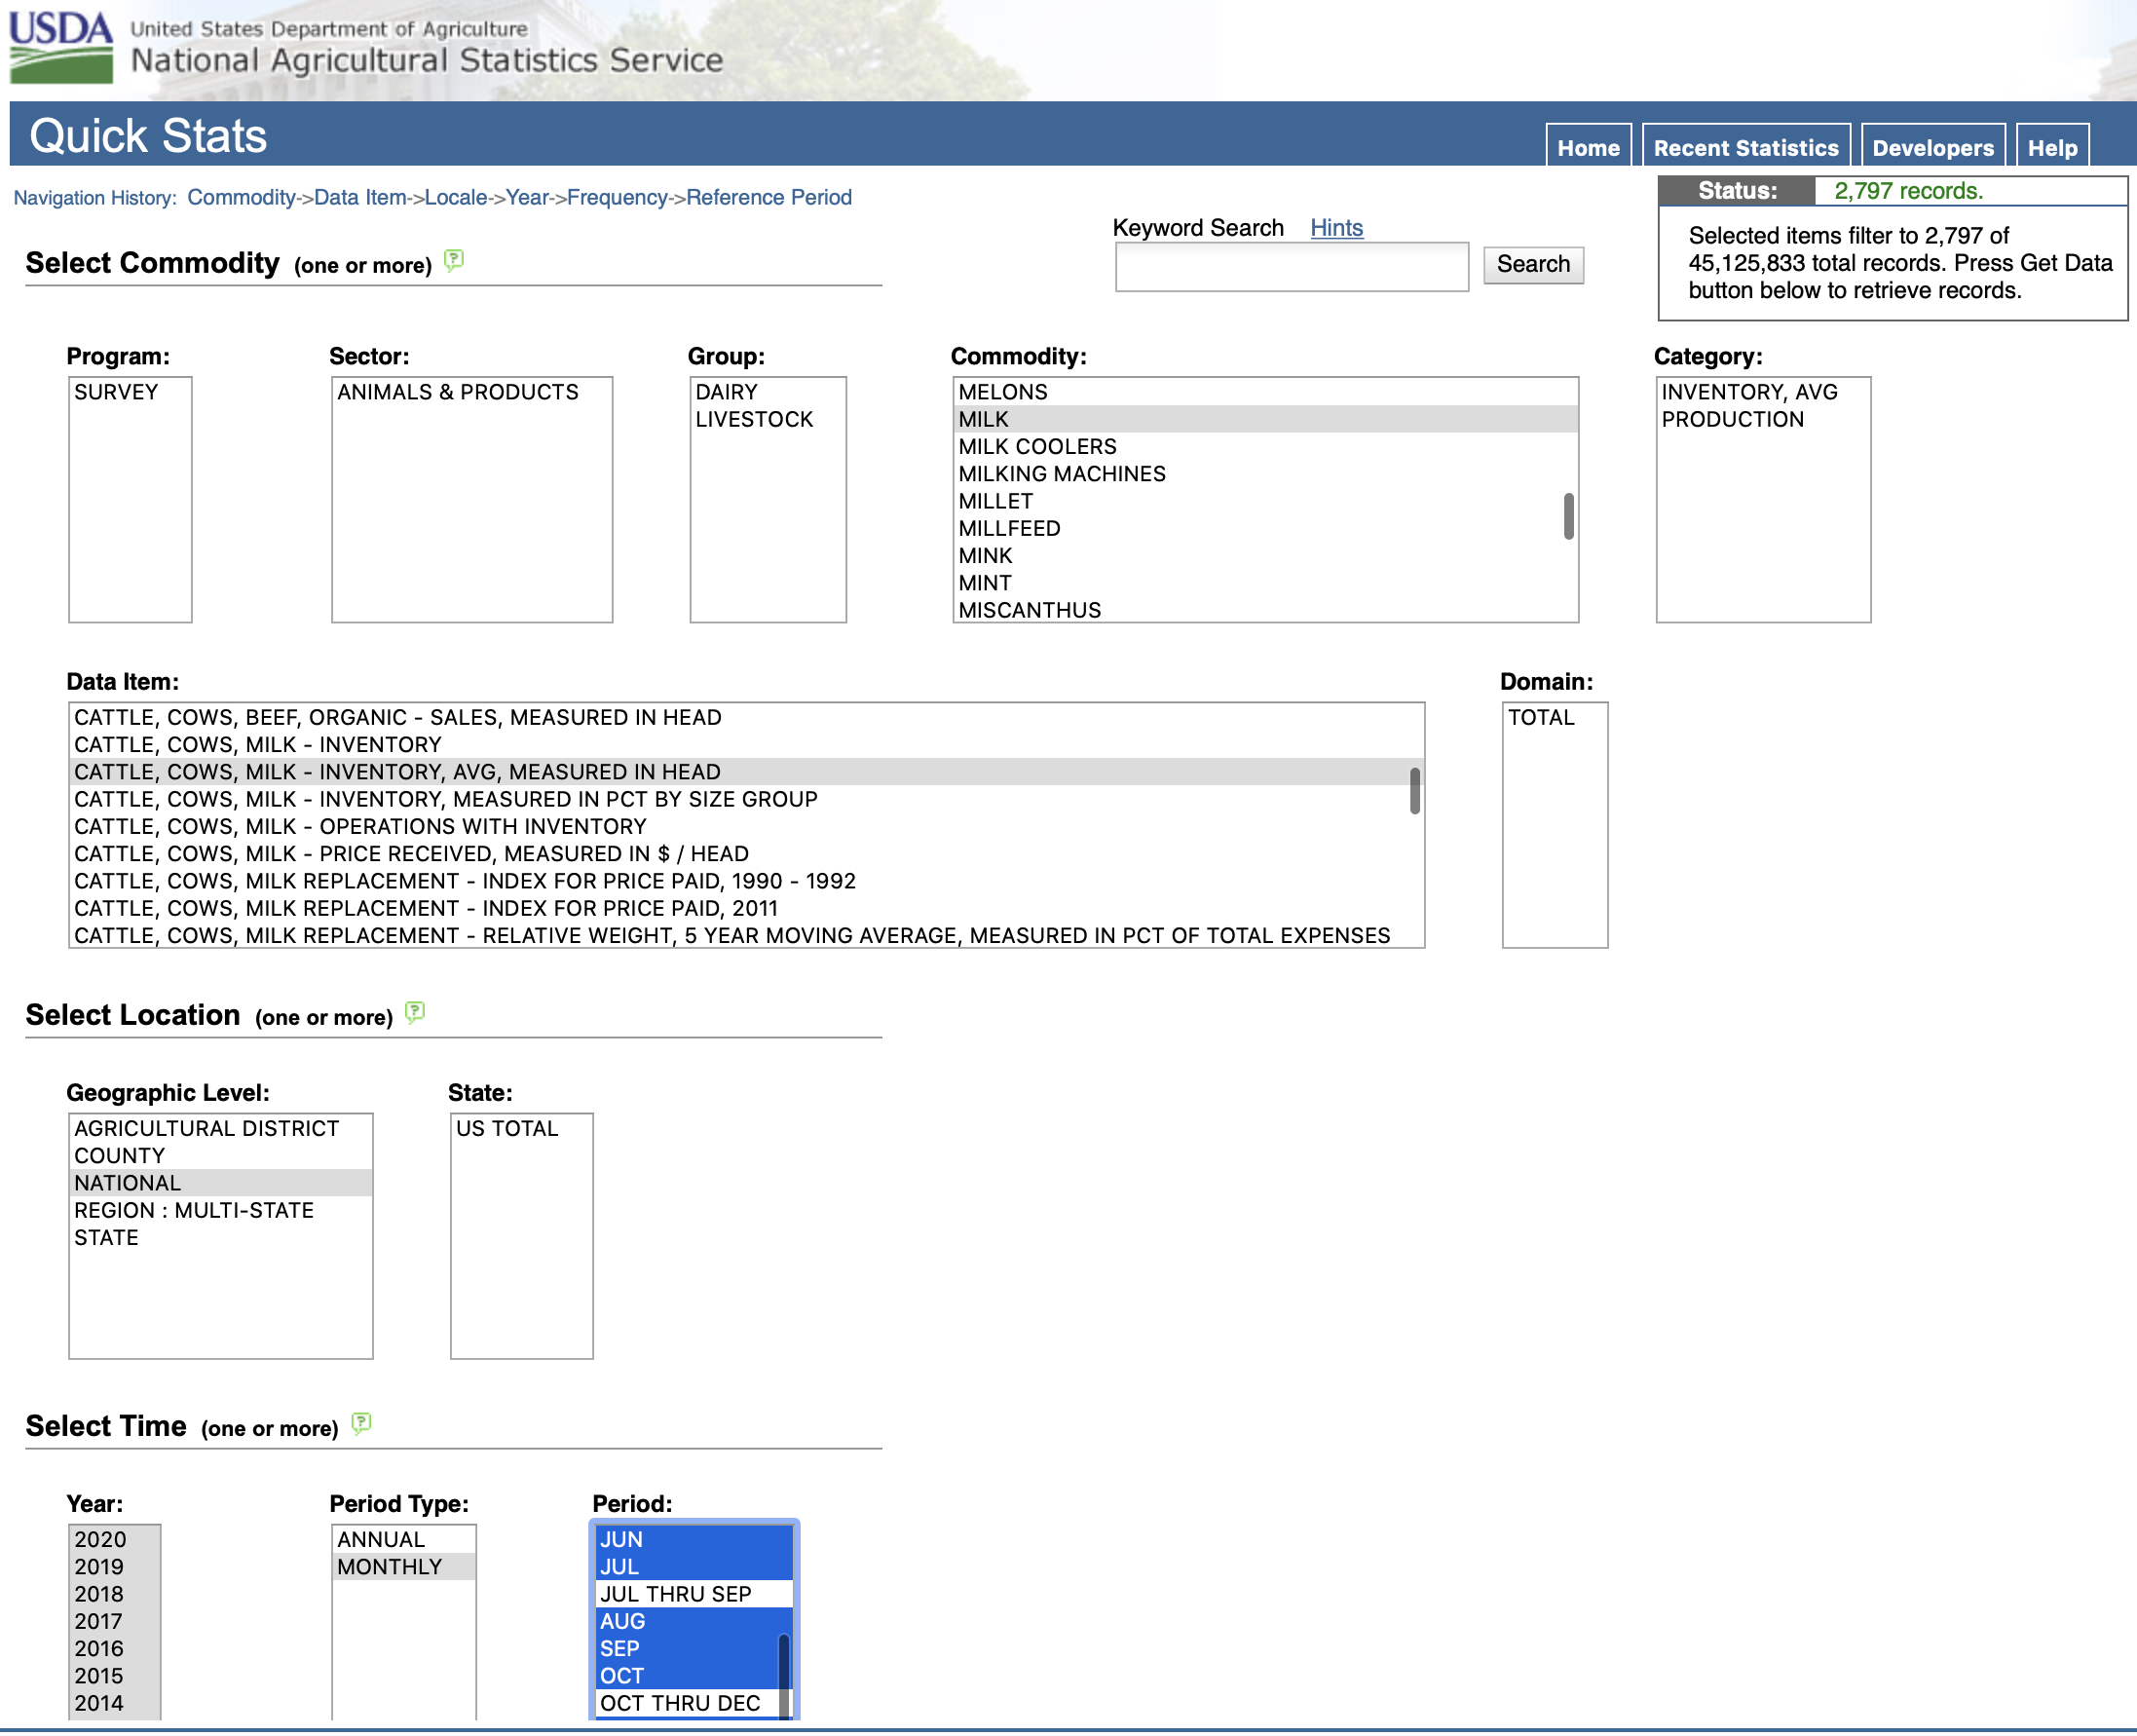 USDA
United States Department of Agriculture
National Agricultural Statistics Service
Quick Stats
Home
Recent Statistics
Developers
Help
Navigation History: Commodity->Data Item->Locale->Year->Frequency->Reference Period
Status:
2,797 records.
Selected items filter to 2,797 of
45,125,833 total records. Press Get Data
button below to retrieve records.
Keyword Search Hints
Search
Select Commodity (one or more) ?
Program:
SURVEY
Sector:
ANIMALS & PRODUCTS
Group:
DAIRY
LIVESTOCK
Commodity:
MELONS
MILK
MILK COOLERS
MILKING MACHINES
MILLET
MILLFEED
MINK
MINT
MISCANTHUS
Category:
INVENTORY, AVG
PRODUCTION
Data Item:
CATTLE, COWS, BEEF, ORGANIC - SALES, MEASURED IN HEAD
CATTLE, COWS, MILK - INVENTORY
CATTLE, COWS, MILK - INVENTORY, AVG, MEASURED IN HEAD
CATTLE, COWS, MILK - INVENTORY, MEASURED IN PCT BY SIZE GROUP
CATTLE, COWS, MILK - OPERATIONS WITH INVENTORY
CATTLE, COWS, MILK - PRICE RECEIVED, MEASURED IN $ / HEAD
CATTLE, COWS, MILK REPLACEMENT - INDEX FOR PRICE PAID, 1990 - 1992
CATTLE, COWS, MILK REPLACEMENT - INDEX FOR PRICE PAID, 2011
CATTLE, COWS, MILK REPLACEMENT - RELATIVE WEIGHT, 5 YEAR MOVING AVERAGE, MEASURED IN PCT OF TOTAL EXPENSES
Domain:
TOTAL
Select Location (one or more) ?
Geographic Level:
AGRICULTURAL DISTRICT
COUNTY
NATIONAL
REGION : MULTI-STATE
STATE
State:
US TOTAL
Select Time (one or more) ?
Year:
2020
2019
2018
2017
2016
2015
2014
Period Type:
ANNUAL
MONTHLY
Period:
JUN
JUL
JUL THRU SEP
AUG
SEP
OCT
OCT THRU DEC